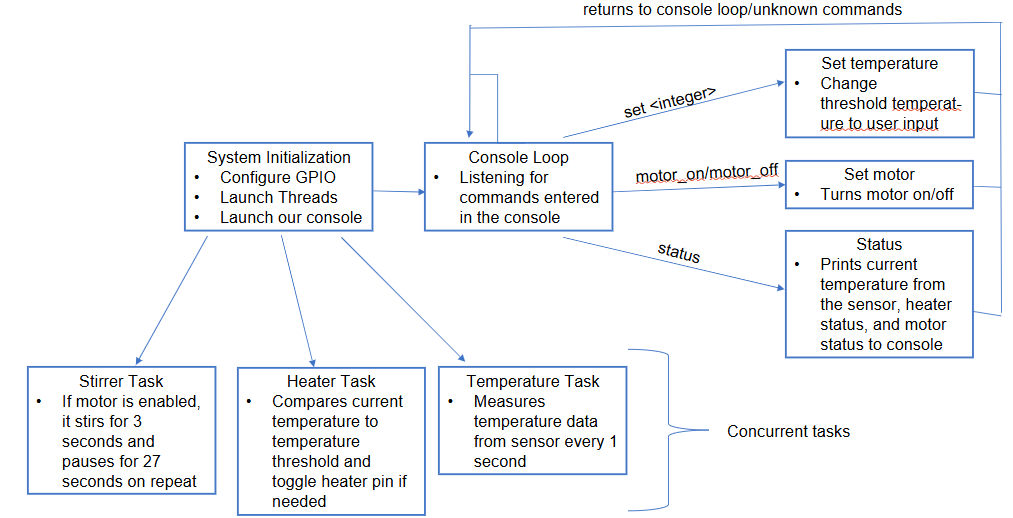 returns to console loop/unknown commands
Set temperature
• Change
threshold temperat-
ure to user input
set <integer>
System Initialization
• Configure GPIO
• Launch Threads
• Launch our console
Console Loop
• Listening for
commands entered
in the console
motor_on/motor_off
Set motor
• Turns motor on/off
status
Status
• Prints current
temperature from
the sensor, heater
status, and motor
status to console
Stirrer Task
• If motor is enabled,
it stirs for 3
seconds and
pauses for 27
seconds on repeat
Heater Task
• Compares current
temperature to
temperature
threshold and
toggle heater pin if
needed
Temperature Task
• Measures
temperature data
from sensor every 1
second
Concurrent tasks